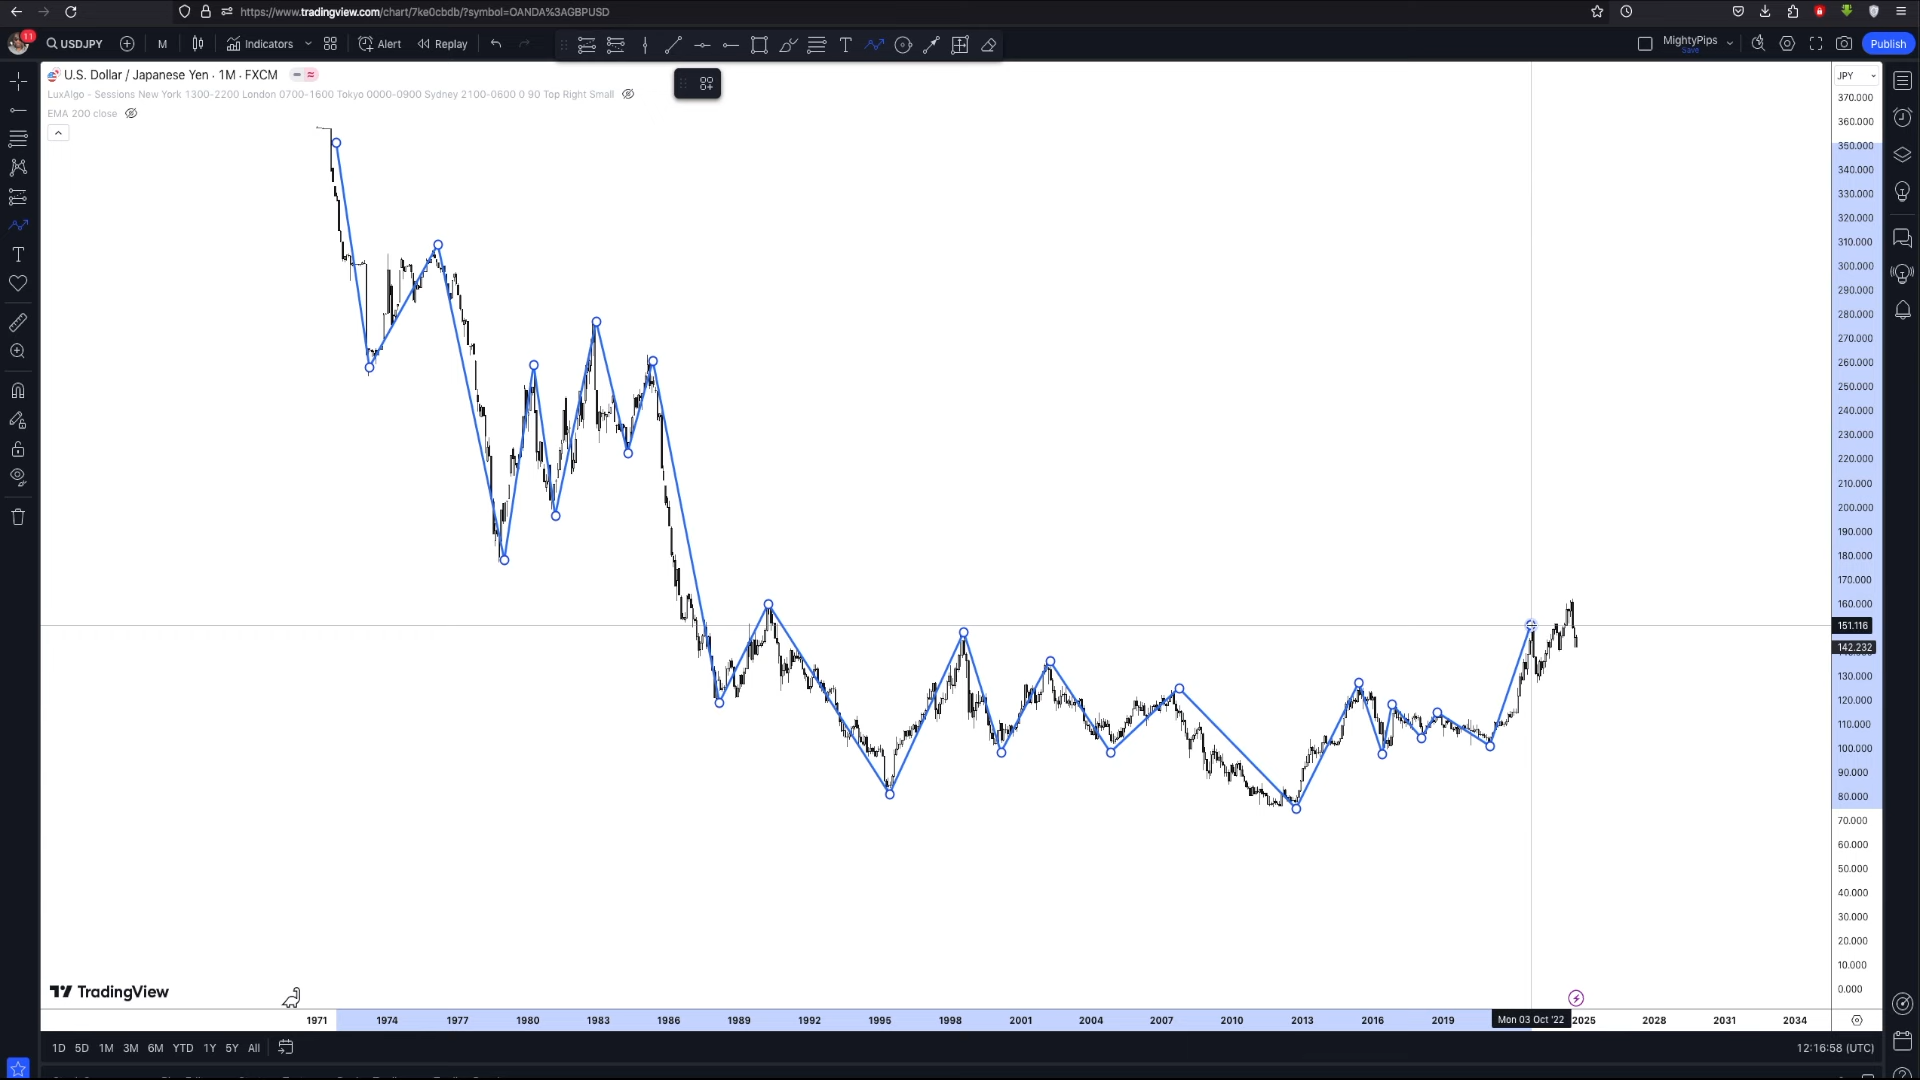 https://www.tradingview.com/chart/7ke0cbdb/?symbol=OANDA%3AGBPUSD
11
USDJPY
M
Indicators
Alert
Replay
MightyPips
Save
Publish
U.S. Dollar / Japanese Yen · 1M · FXCM
LuxAlgo - Sessions New York 1300-2200 London 0700-1600 Tokyo 0000-0900 Sydney 2100-0600 0 90 Top Right Small
EMA 200 close
JPY
370.000
360.000
350.000
340.000
330.000
320.000
310.000
300.000
290.000
280.000
270.000
260.000
250.000
240.000
230.000
220.000
210.000
200.000
190.000
180.000
170.000
160.000
151.116
142.232
130.000
120.000
110.000
100.000
90.000
80.000
70.000
60.000
50.000
40.000
30.000
20.000
10.000
0.000
TradingView
1971 1974 1977 1980 1983 1986 1989 1992 1995 1998 2001 2004 2007 2010 2013 2016 2019 Mon 03 Oct '22 2025 2028 2031 2034
1D 5D 1M 3M 6M YTD 1Y 5Y All
12:16:58 (UTC)